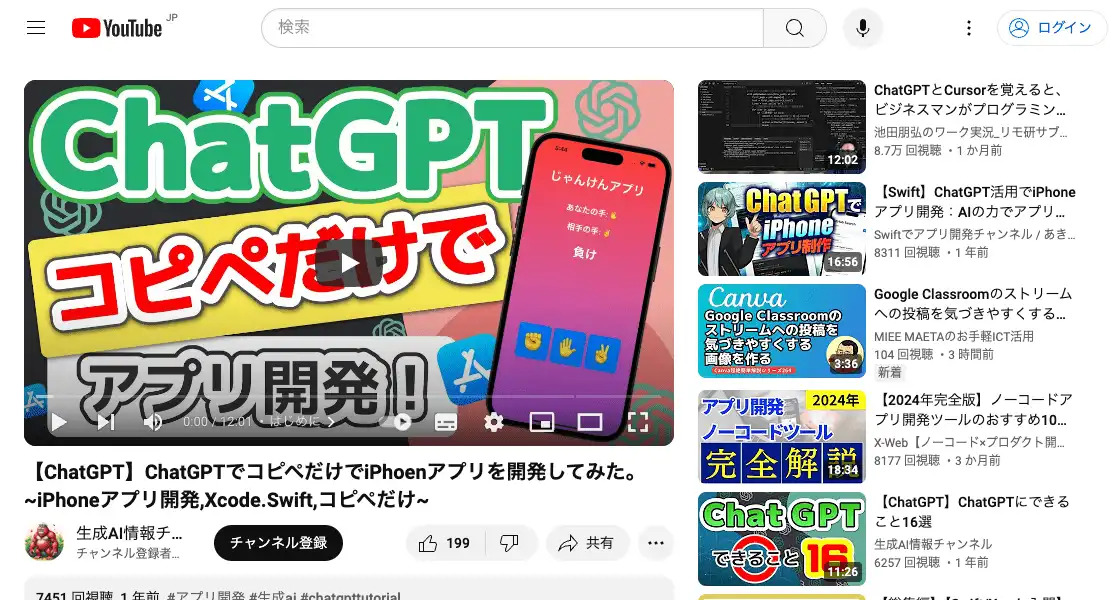 YouTube JP
検索
ログイン
ChatGPT
コピペだけで
アプリ開発！
じゃんけんアプリ
あなたの手:✌
相手の手:✊
負け
✊ ✋ ✌
0:00 / 12:01 ・ はじめに
【ChatGPT】ChatGPTでコピペだけでiPhoenアプリを開発してみた。
~iPhoneアプリ開発,Xcode.Swift,コピペだけ~
生成AI情報チ...
チャンネル登録者...
チャンネル登録
199
共有
7451 回視聴 1 年前 #アプリ開発 #生成ai #chatgpttutorial
12:02
ChatGPTとCursorを覚えると、
ビジネスマンがプログラミン...
池田朋弘のワーク実況_リモ研サブ...
8.7万 回視聴・1 か月前
ChatGPTで
iPhone
アプリ制作
16:56
【Swift】ChatGPT活用でiPhone
アプリ開発：AIの力でアプリ...
Swiftでアプリ開発チャンネル / あき...
8311 回視聴・1 年前
Canva
Google Classroomの
ストリームへの投稿を
気づきやすくする
画像を作る
3:36
Google Classroomのストリーム
への投稿を気づきやすくする...
MIEE MAETAのお手軽ICT活用
104 回視聴・3 時間前
新着
アプリ開発
2024年
ノーコードツール
完全解説
18:34
【2024年完全版】ノーコードア
プリ開発ツールのおすすめ10...
X-Web【ノーコード×プロダクト開...
8177 回視聴・3 か月前
Chat GPT
できること16
11:26
【ChatGPT】ChatGPTにできる
こと16選
生成AI情報チャンネル
6257 回視聴・1 年前